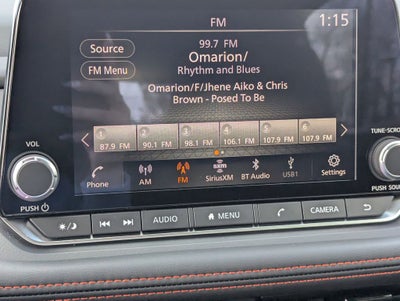 FM
1:15
Source
99.7 FM
Omarion/
FM Menu
Rhythm and Blues
Omarion/F/Jhene Aiko & Chris
Brown - Posed To Be
VOL
TUNE-SCROLL
1 2 3 4 5 6
87.9 FM 90.1 FM 98.1 FM 106.1 FM 107.9 FM 107.9 FM
Phone AM FM sxm SiriusXM BT Audio USB1 Settings
PUSH
PUSH SOU
AUDIO MENU CAMERA